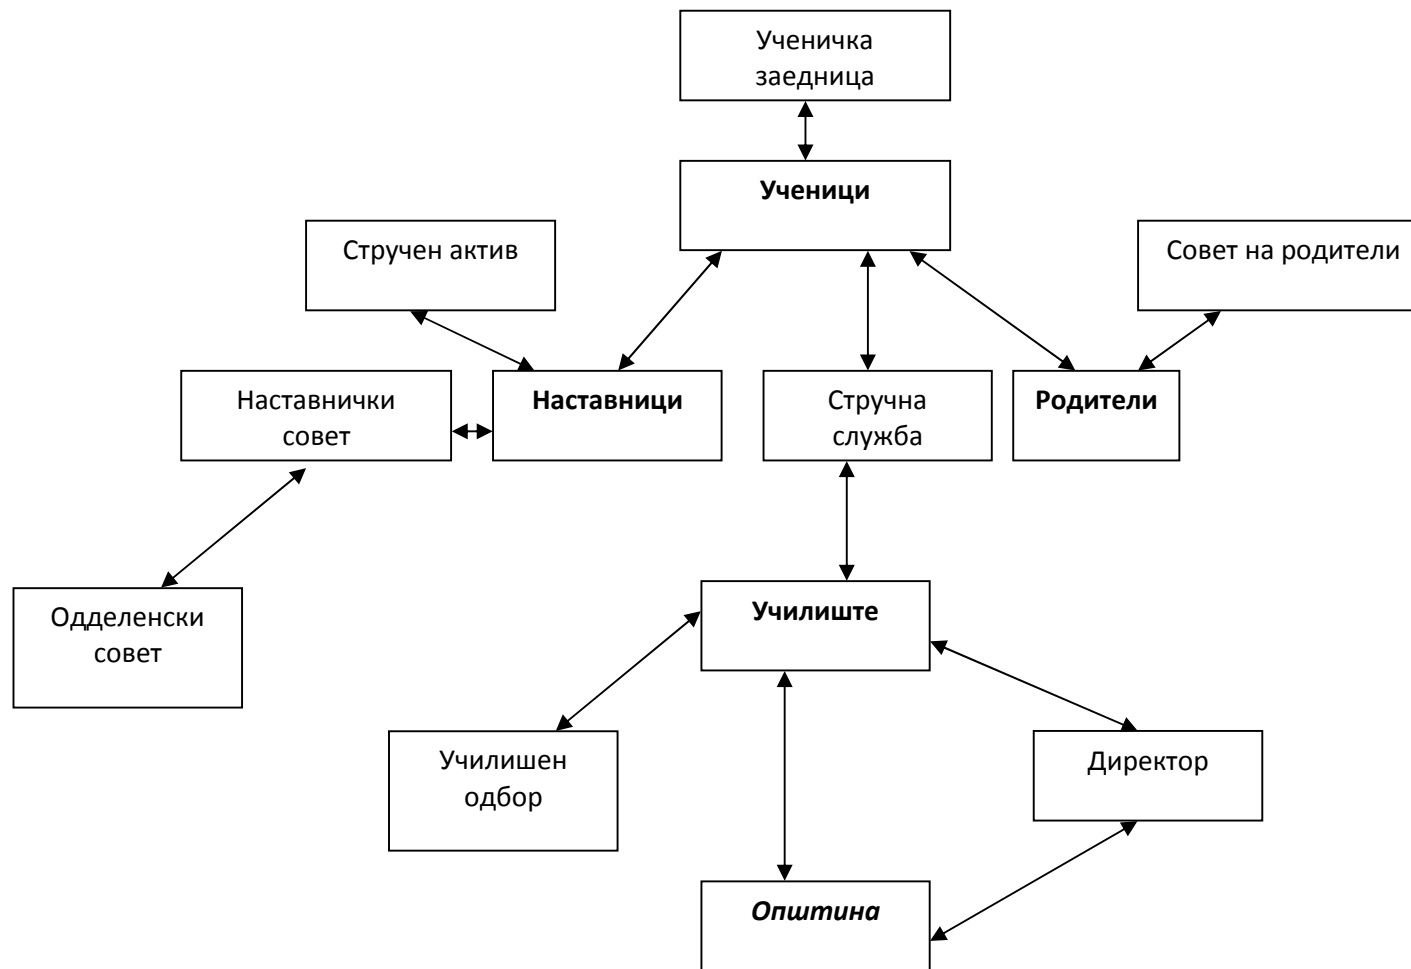 Ученичка
заедница
Ученици
Стручен актив
Совет на родители
Наставнички
совет
Наставници
Стручна
служба
Родители
Одделенски
совет
Училиште
Училишен
одбор
Директор
Општина